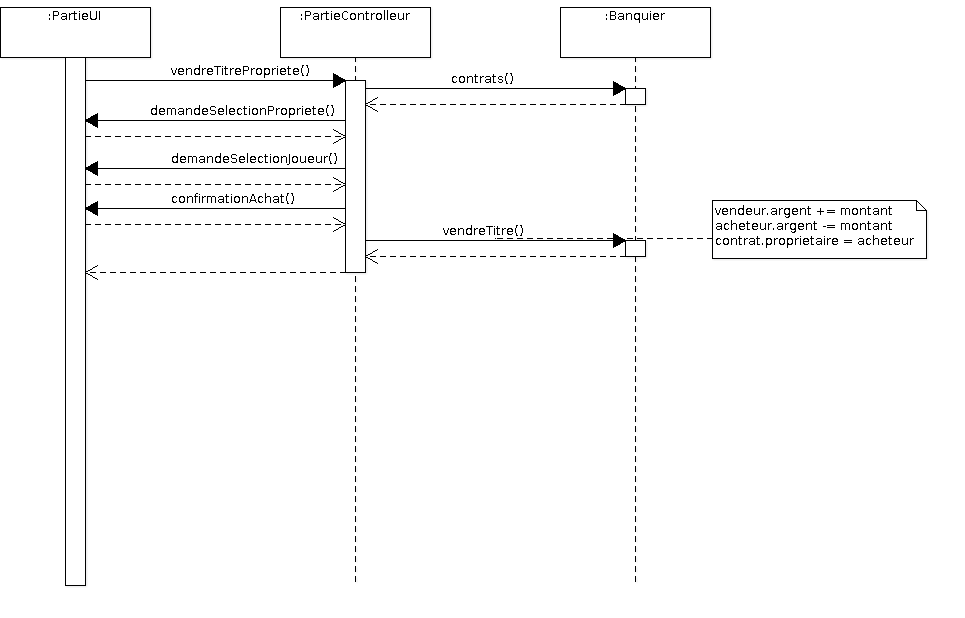 :PartieUI
:PartieControlleur
:Banquier
vendreTitrePropriete()
contrats()
demandeSelectionPropriete()
demandeSelectionJoueur()
confirmationAchat()
vendreTitre()
vendeur.argent += montant
acheteur.argent -= montant
contrat.proprietaire = acheteur